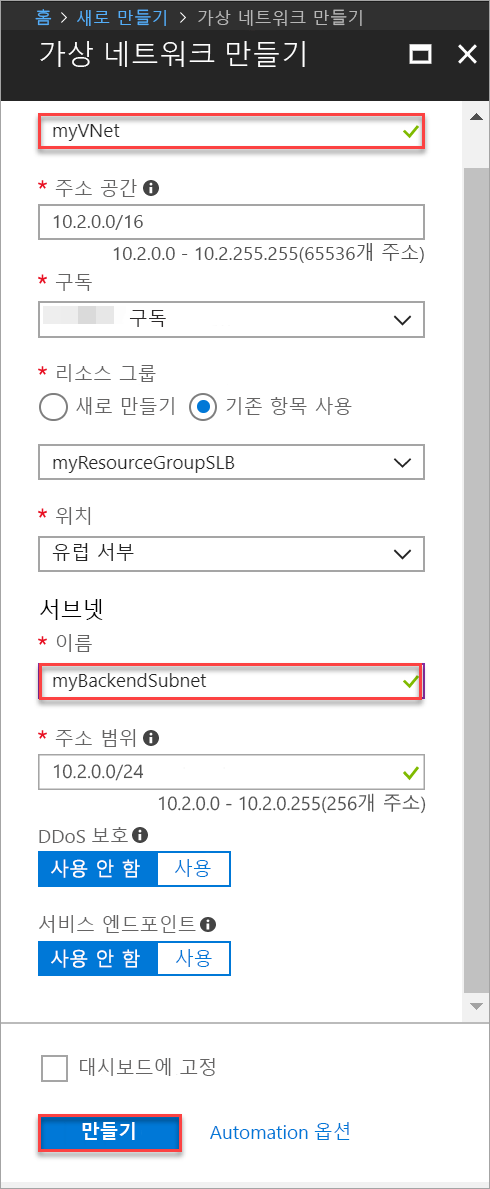 홈 > 새로 만들기 > 가상 네트워크 만들기
가상 네트워크 만들기
myVNet
* 주소 공간
10.2.0.0/16
10.2.0.0 - 10.2.255.255(65536개 주소)
* 구독
구독
* 리소스 그룹
새로 만들기 기존 항목 사용
myResourceGroupSLB
* 위치
유럽 서부
서브넷
* 이름
myBackendSubnet
* 주소 범위
10.2.0.0/24
10.2.0.0 - 10.2.0.255(256개 주소)
DDoS 보호
사용 안 함 사용
서비스 엔드포인트
사용 안 함 사용
대시보드에 고정
만들기 Automation 옵션